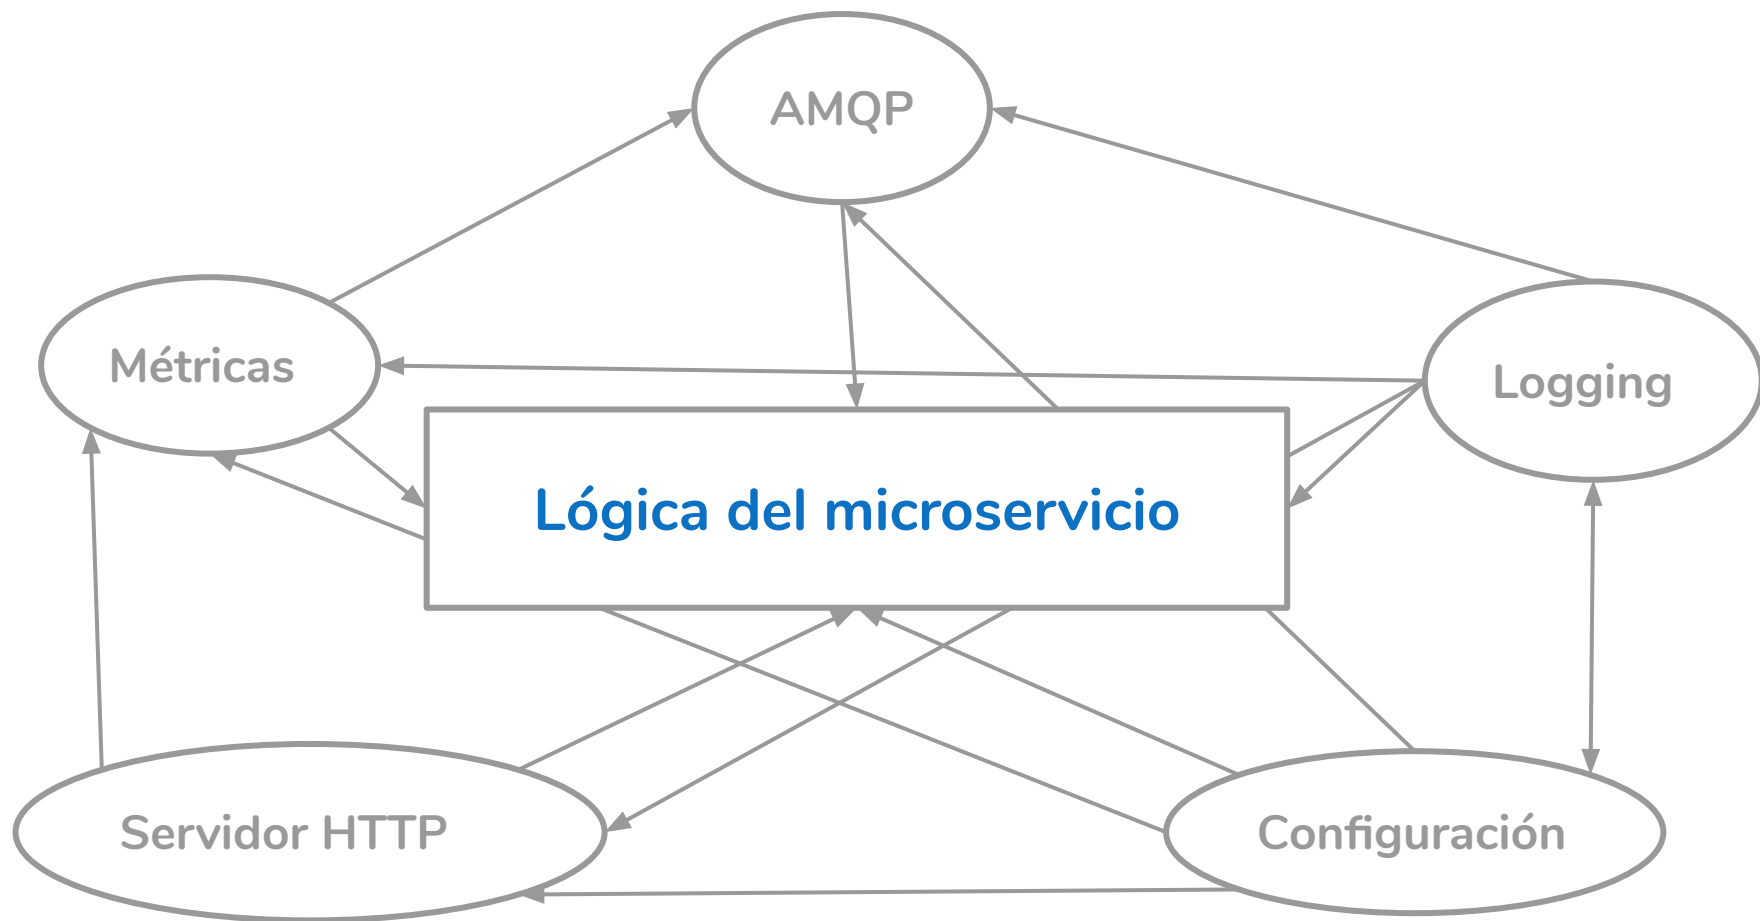 AMQP
Métricas
Logging
Lógica del microservicio
Servidor HTTP
Configuración